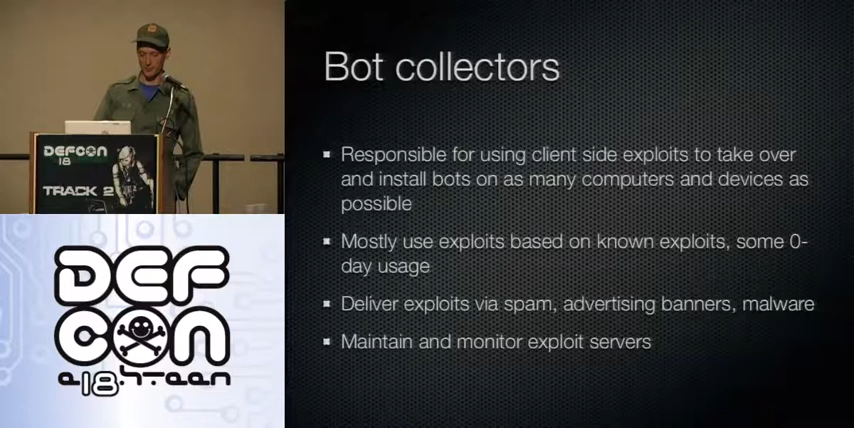 Bot collectors
Responsible for using client side exploits to take over
and install bots on as many computers and devices as
possible
Mostly use exploits based on known exploits, some 0-
day usage
Deliver exploits via spam, advertising banners, malware
Maintain and monitor exploit servers
DEFCON
18
TRACK 2
DEF
CON
e18hteen